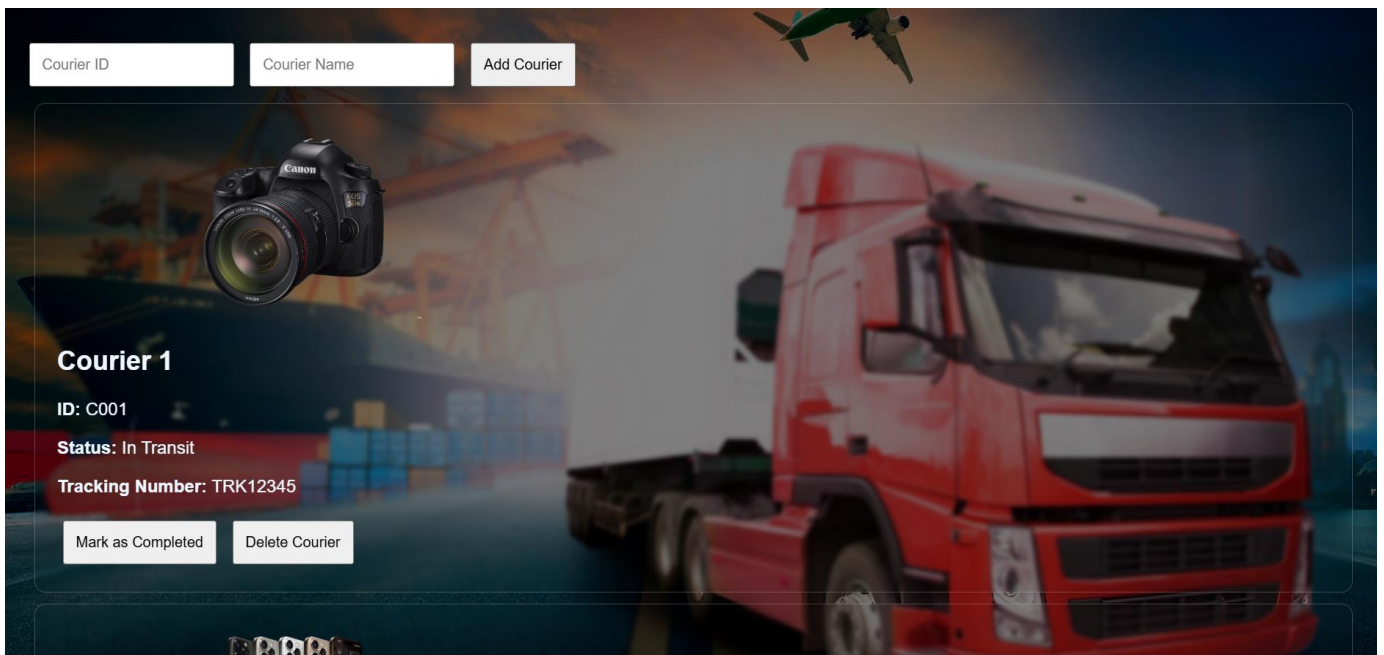 Courier ID
Courier Name
Add Courier
Canon
EOS
Courier 1
ID: C001
Status: In Transit
Tracking Number: TRK12345
Mark as Completed
Delete Courier